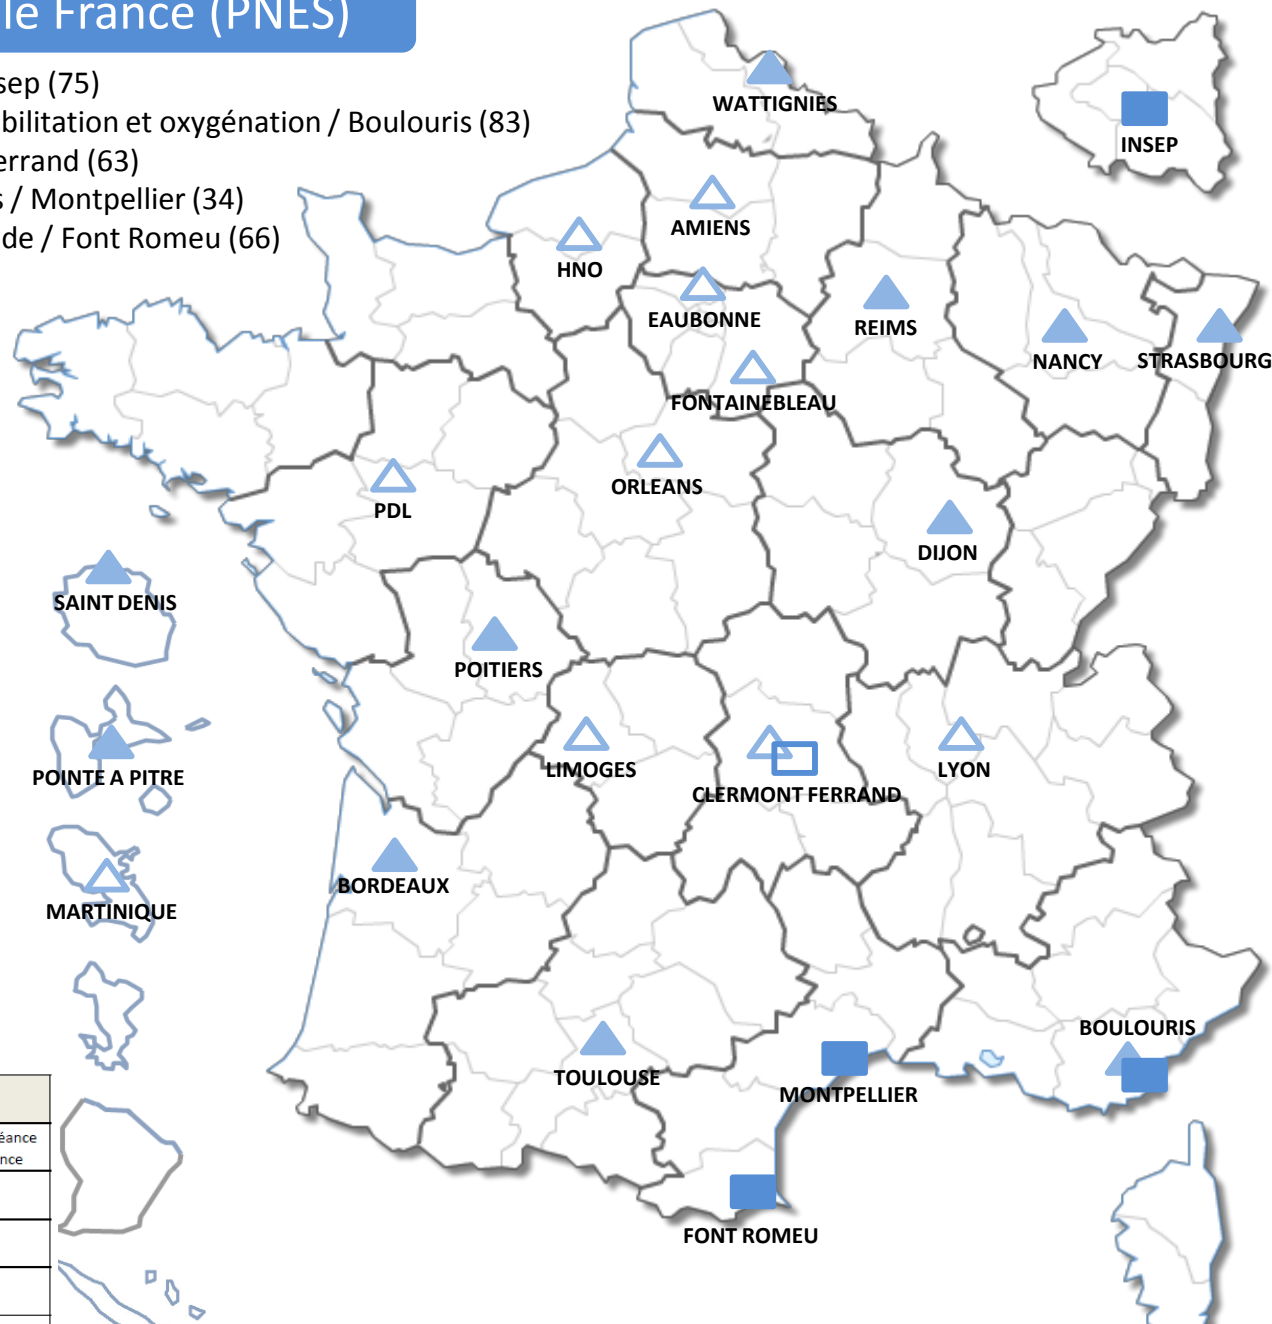 le France (PNES)
sep (75)
bilitation et oxygénation / Boulouris (83)
errand (63)
s / Montpellier (34)
de / Font Romeu (66)
WATTIGNIES
INSEP
AMIENS
HNO
EAUBONNE
REIMS
NANCY
STRASBOURG
FONTAINEBLEAU
ORLEANS
PDL
DIJON
SAINT DENIS
POITIERS
POINTE A PITRE
LIMOGES
CLERMONT FERRAND
LYON
BORDEAUX
MARTINIQUE
BOULOURIS
TOULOUSE
MONTPELLIER
éance
nce
FONT ROMEU